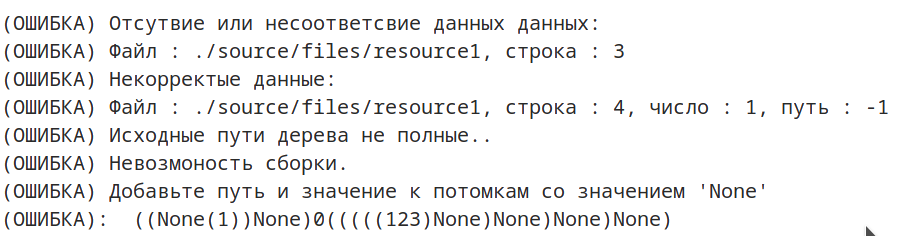 (ОШИБКА) Отсутвие или несоответсвие данных данных:
(ОШИБКА) Файл : ./source/files/resource1, строка : 3
(ОШИБКА) Некорректые данные:
(ОШИБКА) Файл : ./source/files/resource1, строка : 4, число : 1, путь : -1
(ОШИБКА) Исходные пути дерева не полные..
(ОШИБКА) Невозмоность сборки.
(ОШИБКА) Добавьте путь и значение к потомкам со значением 'None'
(ОШИБКА):  ((None(1))None)0(((((123)None)None)None)None)